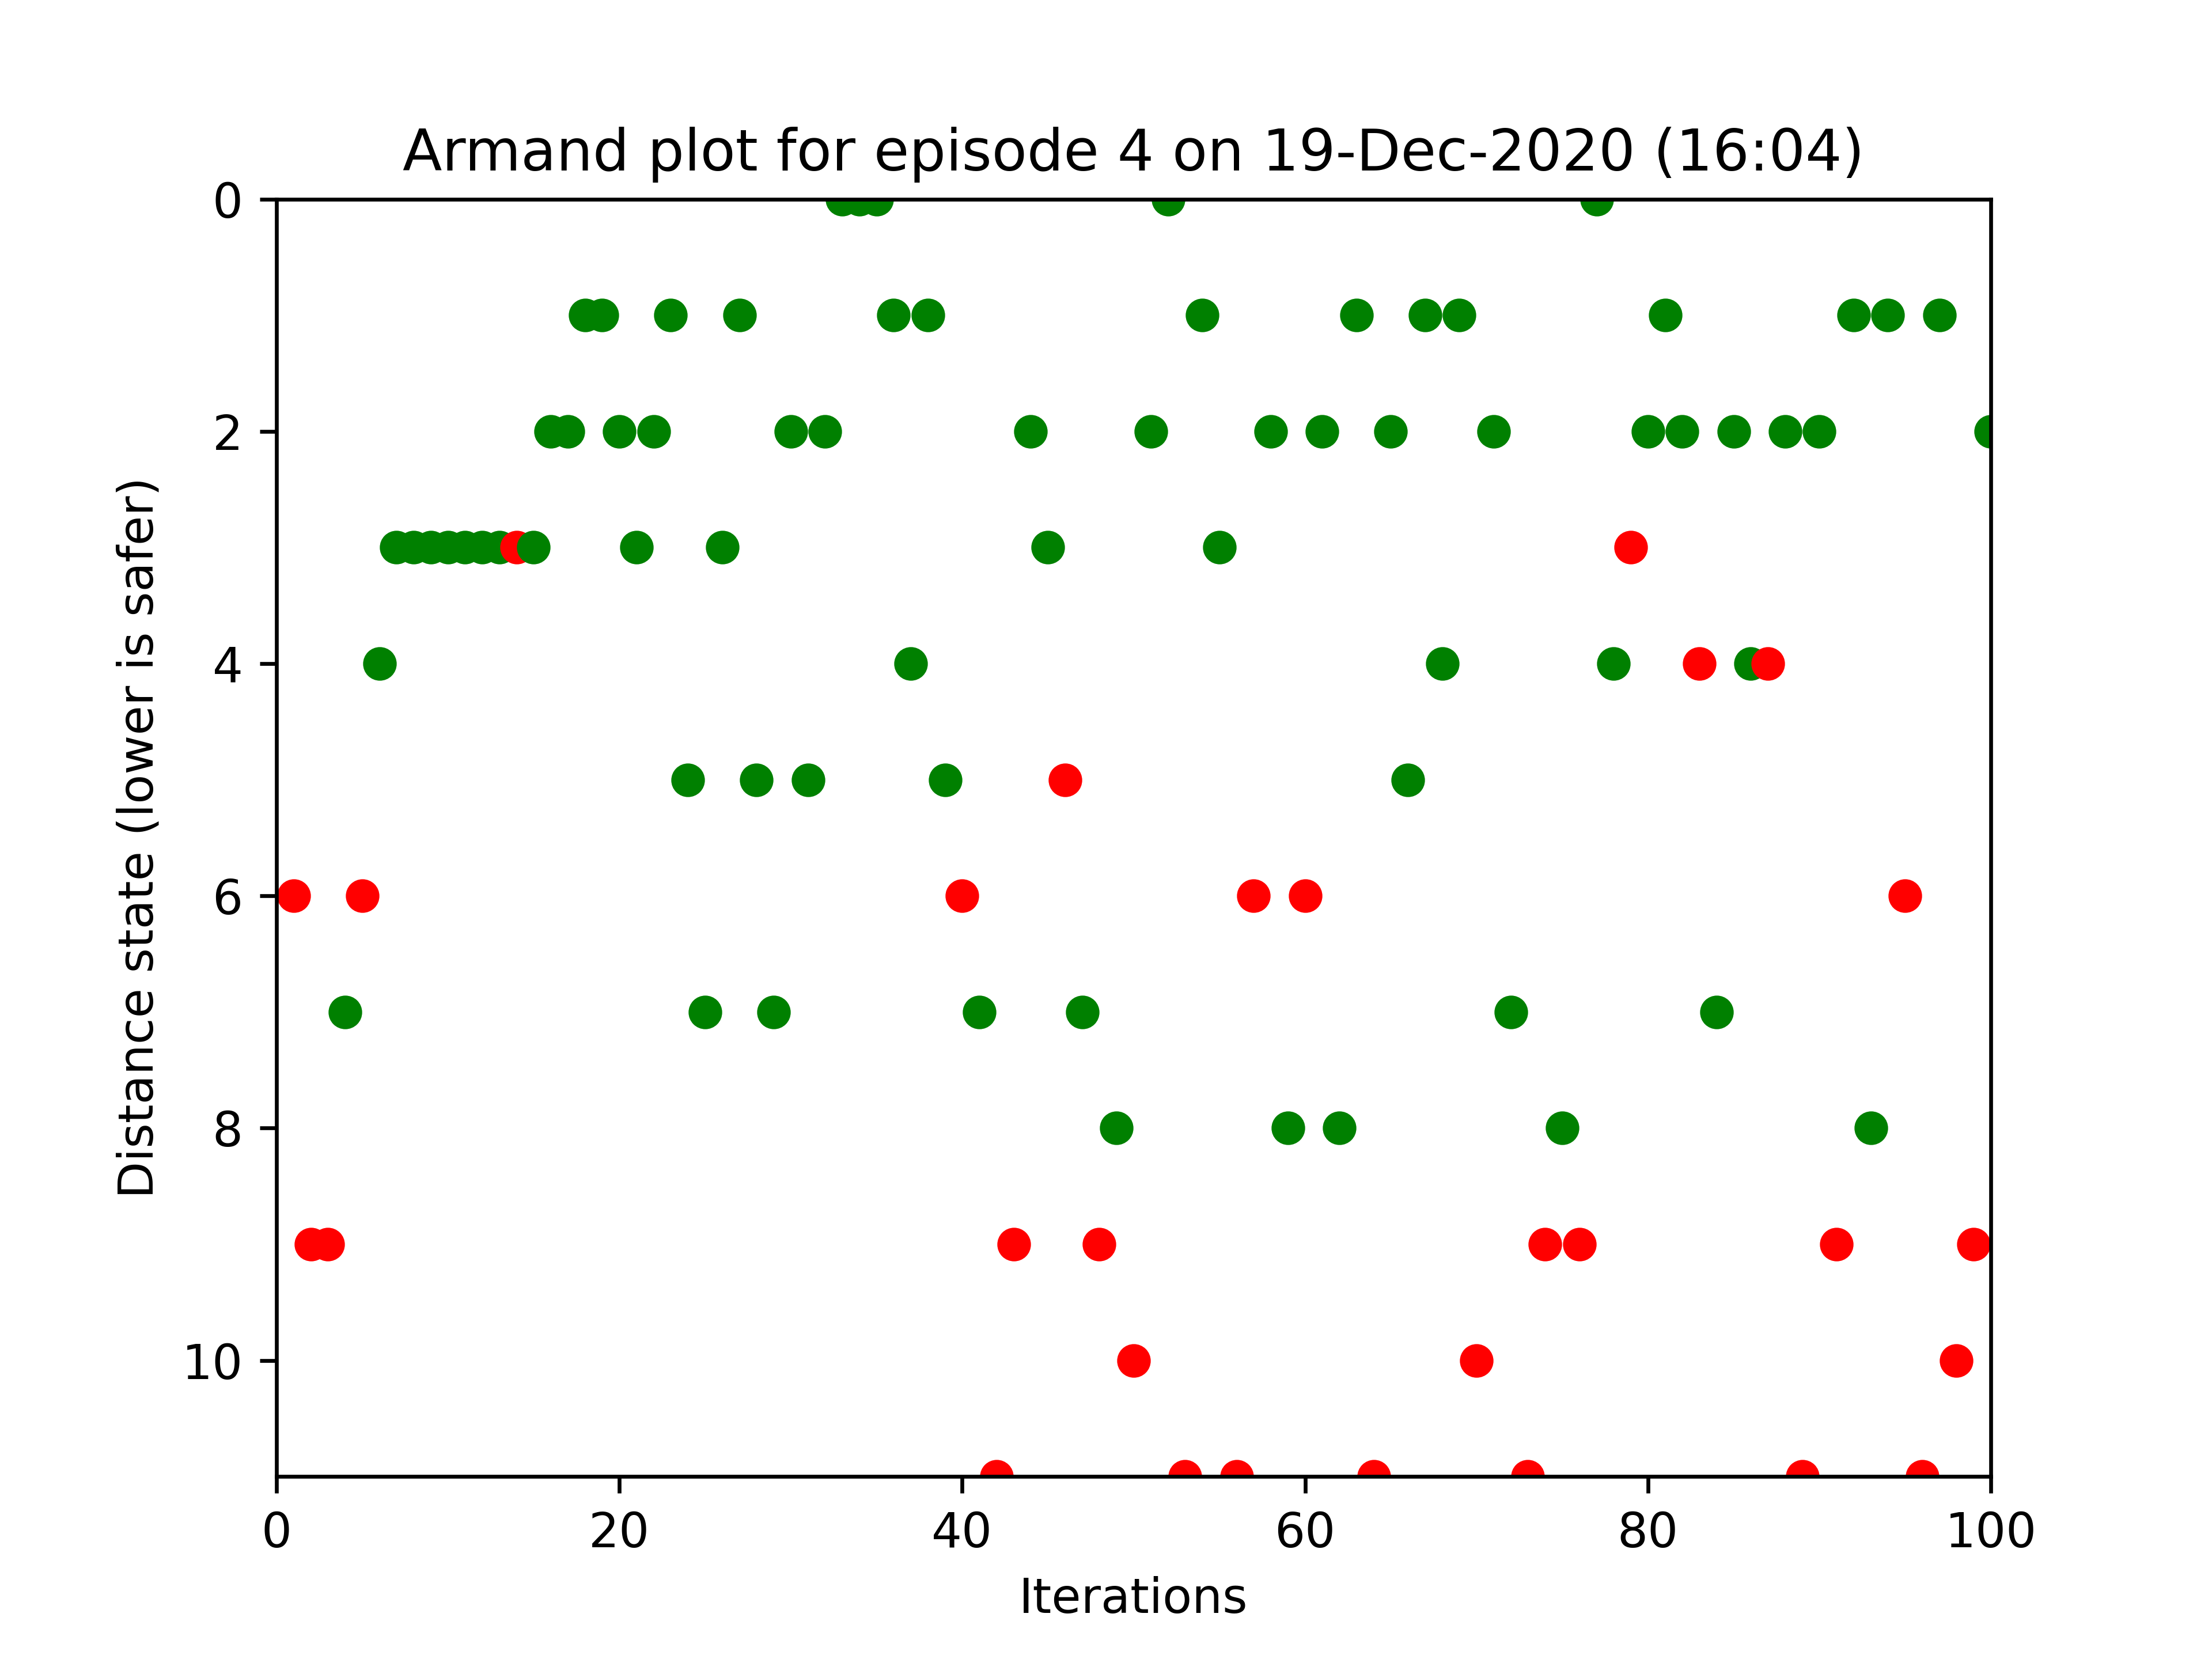 Armand plot for episode 4 on 19-Dec-2020 (16:04)
0
2
4
6
8
10
Distance state (lower is safer)
0 20 40 60 80 100
Iterations